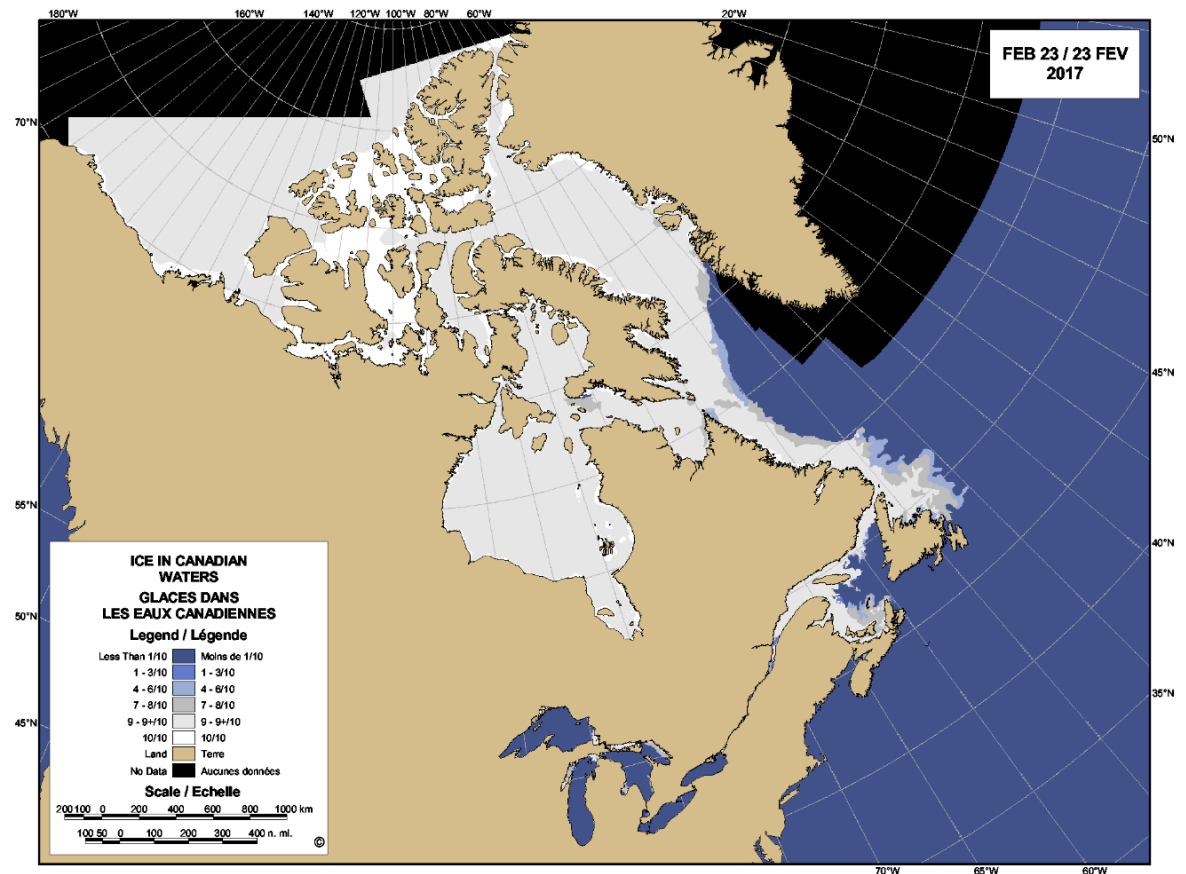 180°W
160°W
140°W
120°W
100°W
80°W
60°W
20°W
FEB 23 / 23 FEV
2017
70°N
50°N
45°N
55°N
40°N
50°N
35°N
45°N
ICE IN CANADIAN
WATERS
GLACES DANS
LES EAUX CANADIENNES
Legend / Légende
Less Than 1/10 Moins de 1/10
1 - 3/10 1 - 3/10
4 - 6/10 4 - 6/10
7 - 8/10 7 - 8/10
9 - 9+/10 9 - 9+/10
10/10 10/10
Land Terre
No Data Aucunes données
Scale / Echelle
200 100 0 200 400 600 800 1000 km
100 50 0 100 200 300 400 n. mi.
©
70°W
65°W
60°W